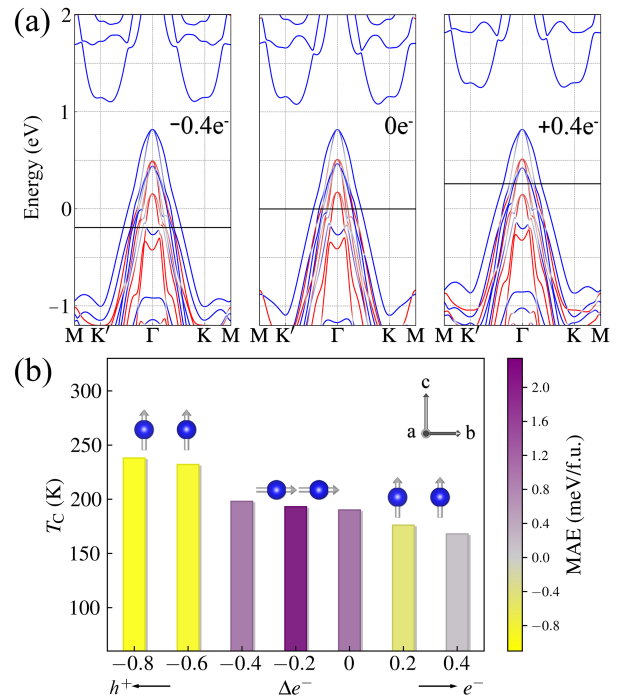 (a)
2
1
0
−1
Energy (eV)
−0.4e-
0e-
+0.4e-
M K′ Γ K M
M K′ Γ K M
M K′ Γ K M
(b)
300
250
200
150
100
T_C (K)
c
a
b
−0.8 −0.6 −0.4 −0.2 0 0.2 0.4
h⁺ Δe⁻ e⁻
2.0
1.6
1.2
0.8
0.4
0.0
−0.4
−0.8
MAE (meV/f.u.)